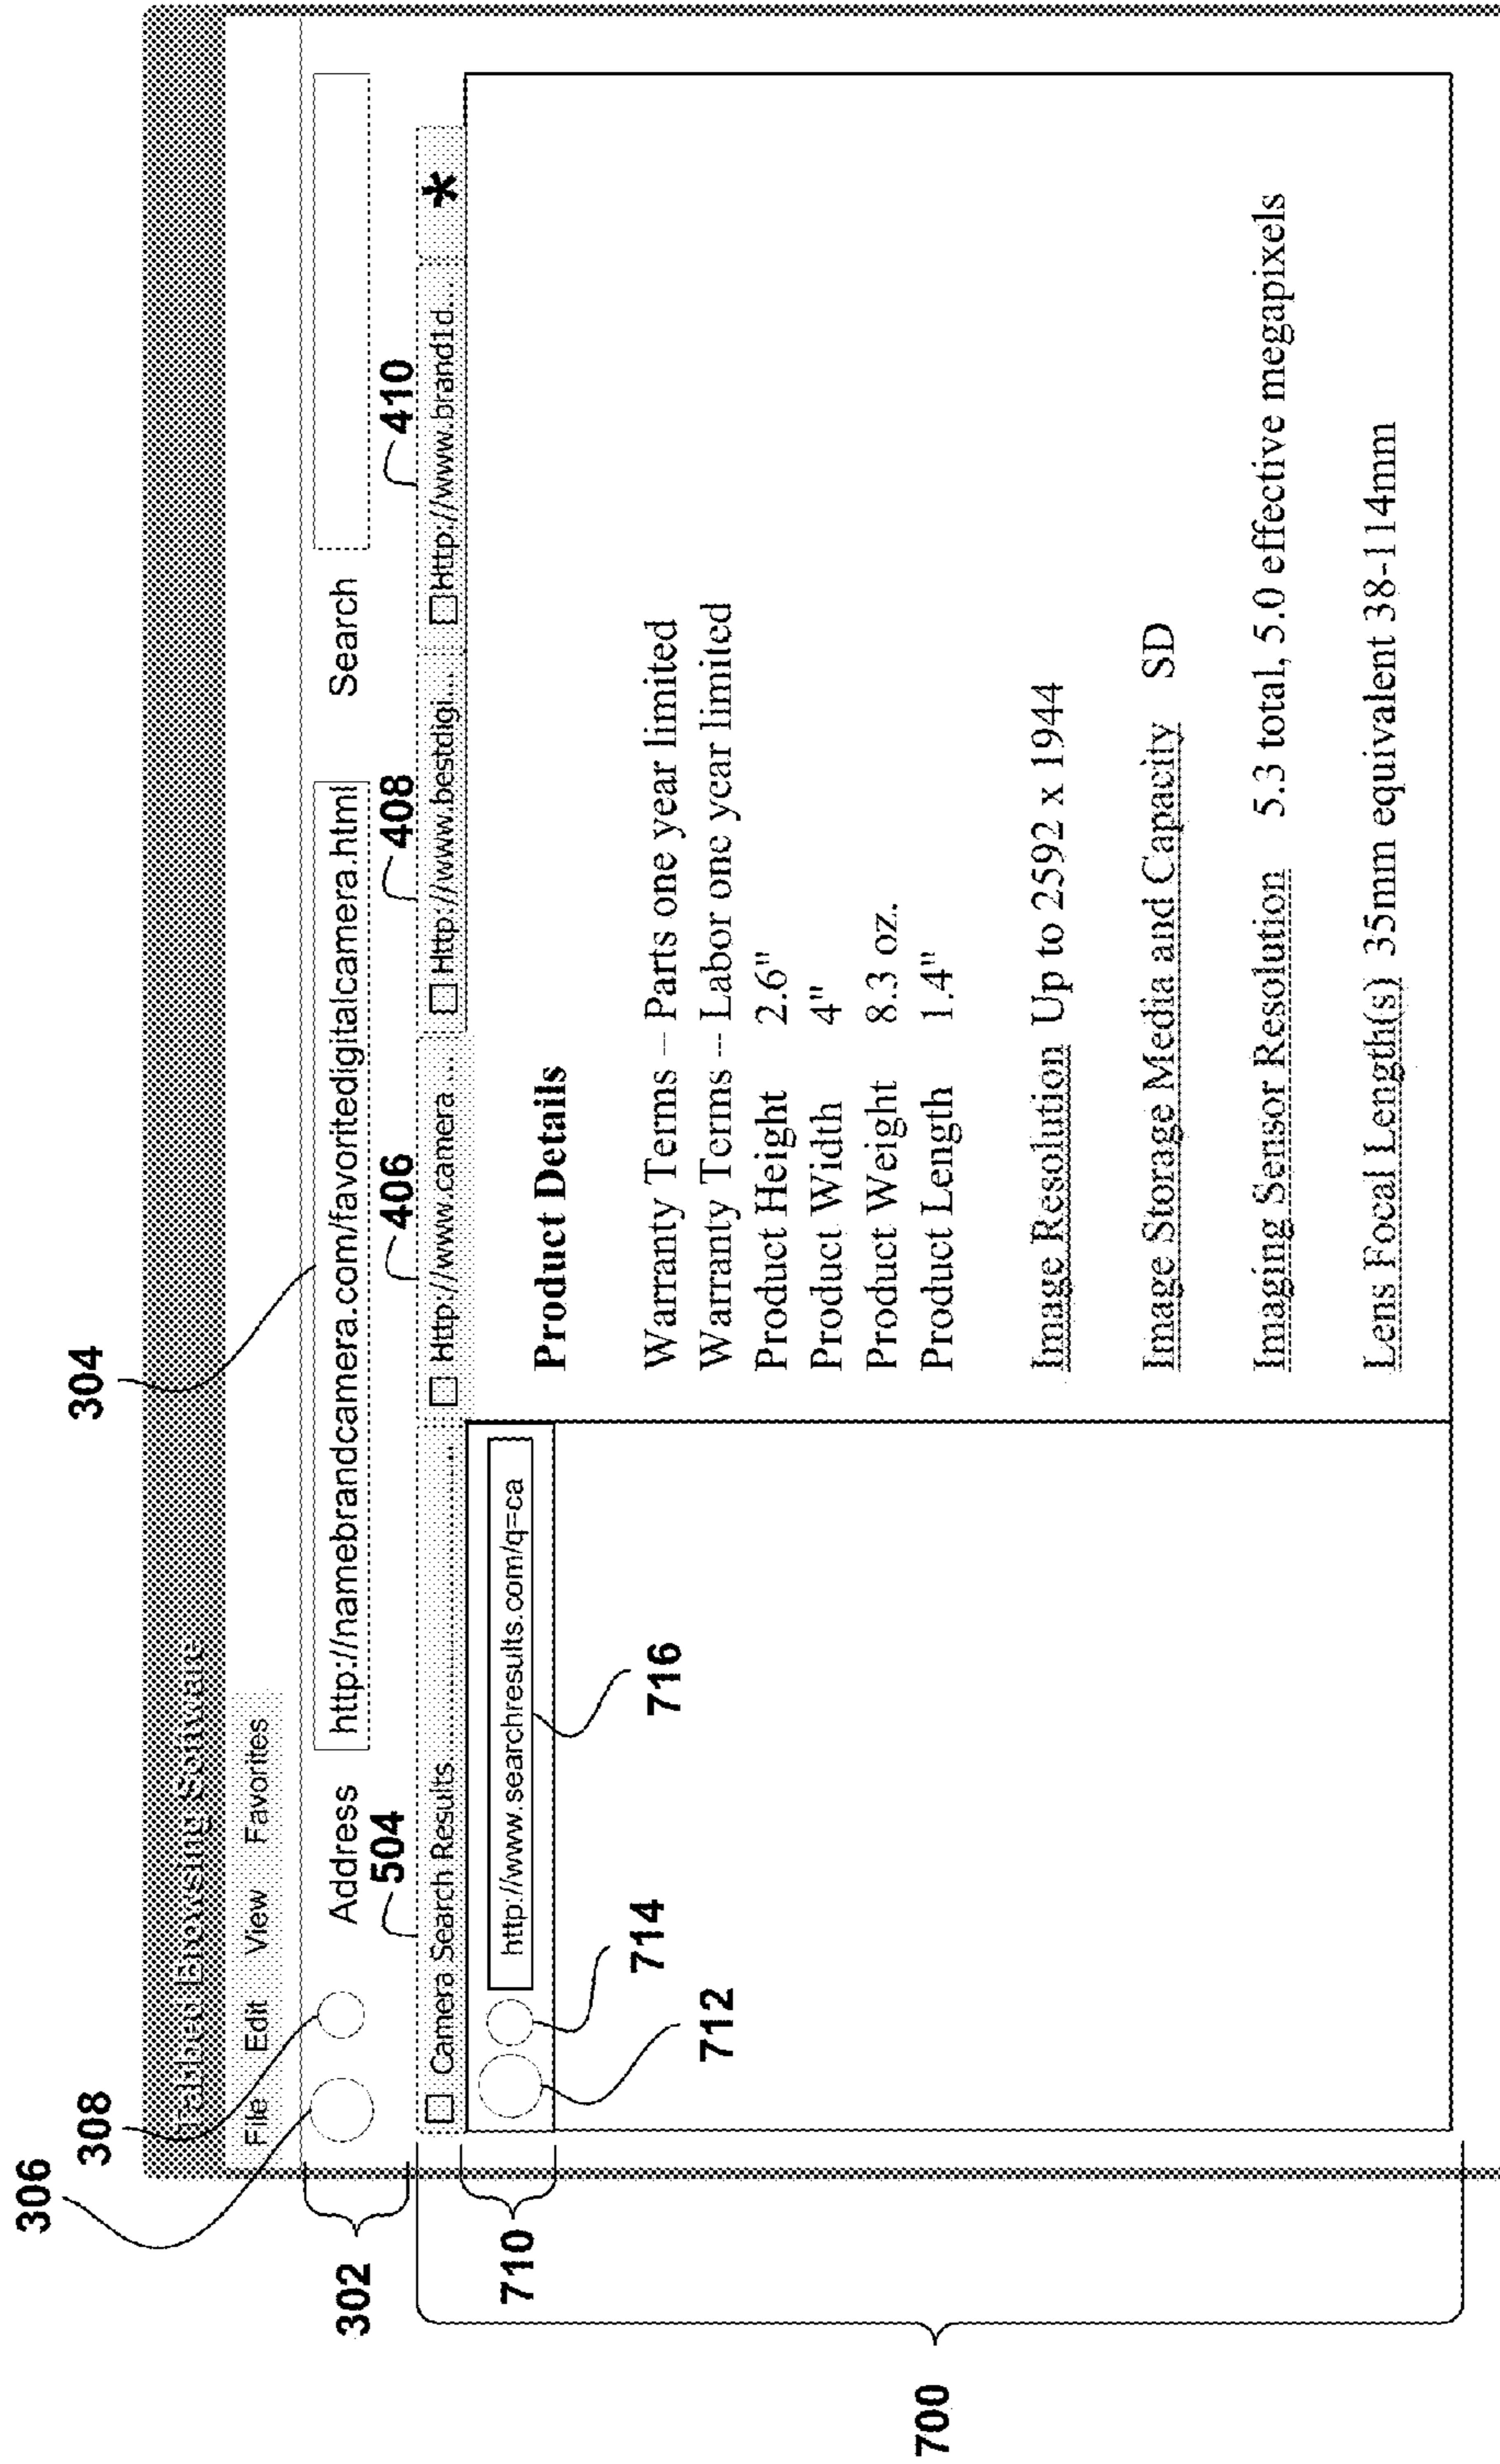 304
306
308
Tabbed Browsing Software
File Edit View Favorites
302
Address http://namebrandcamera.com/favoritedigitalcamera.html Search
504 406 408 410
Camera Search Results Http://www.camera... Http://www.bestdigi... Http://www.brand1d... *
710
http://www.searchresults.com/q=ca
712
714
716
700
Product Details
Warranty Terms -- Parts one year limited
Warranty Terms -- Labor one year limited
Product Height 2.6"
Product Width 4"
Product Weight 8.3 oz.
Product Length 1.4"
Image Resolution Up to 2592 x 1944
Image Storage Media and Capacity SD
Imaging Sensor Resolution 5.3 total, 5.0 effective megapixels
Lens Focal Length(s) 35mm equivalent 38-114mm